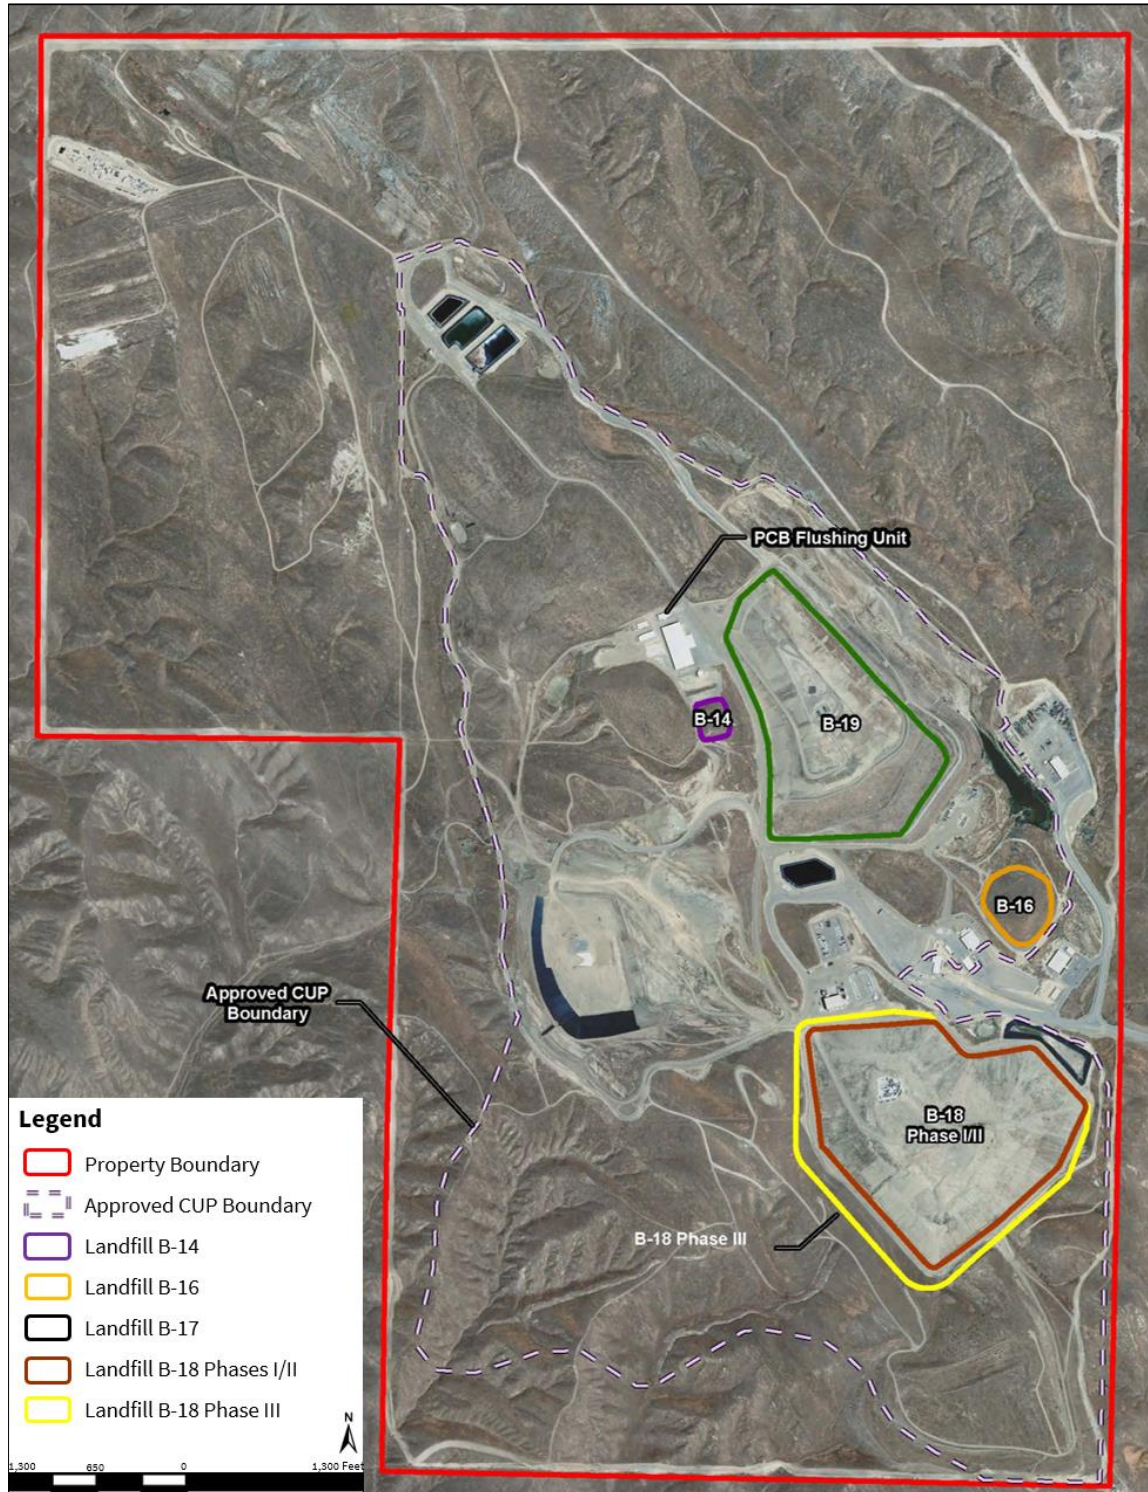 PCB Flushing Unit
B-14
B-19
B-16
Approved CUP
Boundary
B-18
Phase I/II
B-18 Phase III
Legend
Property Boundary
Approved CUP Boundary
Landfill B-14
Landfill B-16
Landfill B-17
Landfill B-18 Phases I/II
Landfill B-18 Phase III
N
1,300 650 0 1,300 Feet